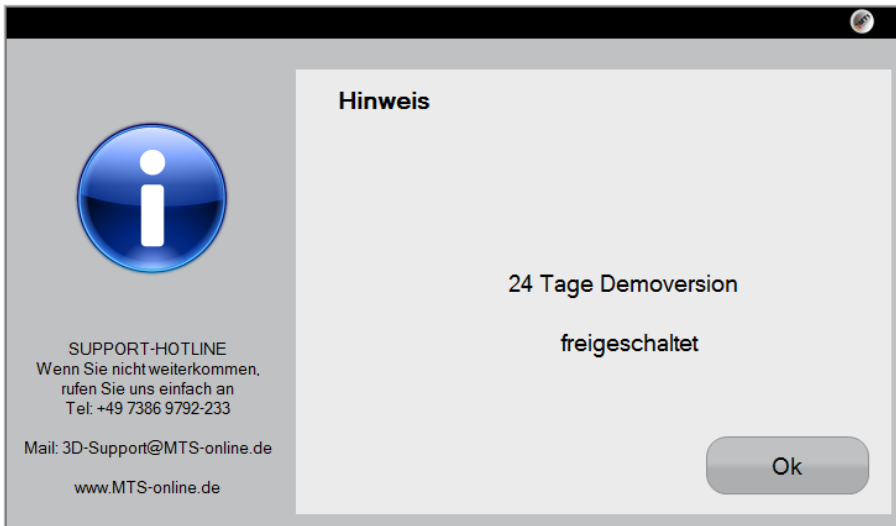 Hinweis
24 Tage Demoversion
freigeschaltet
Ok
SUPPORT-HOTLINE
Wenn Sie nicht weiterkommen,
rufen Sie uns einfach an
Tel: +49 7386 9792-233
Mail: 3D-Support@MTS-online.de
www.MTS-online.de